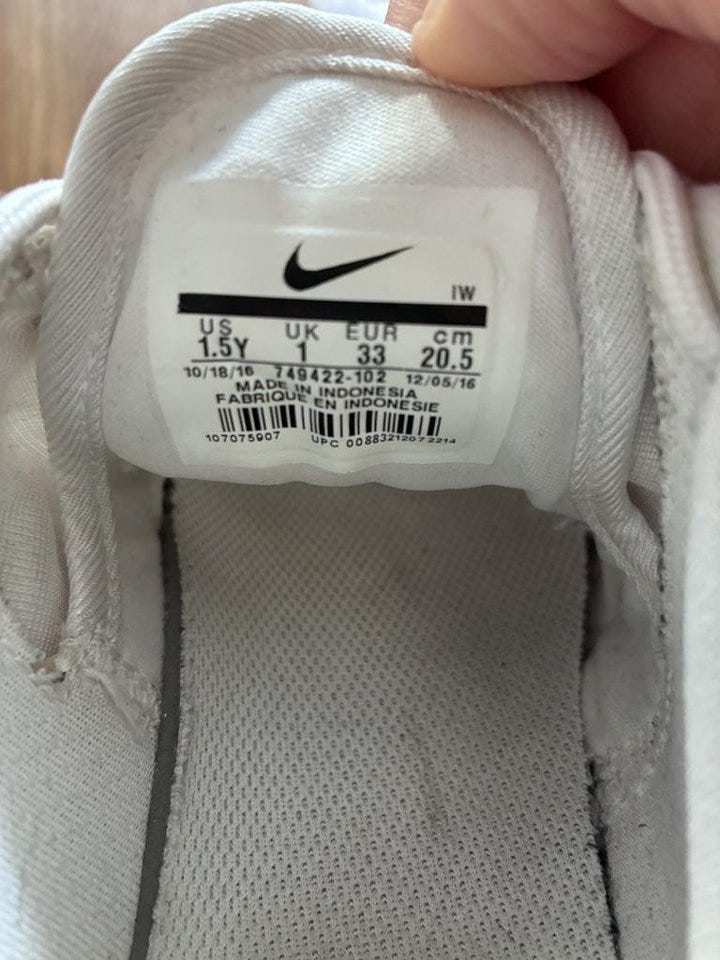 IW
US UK EUR cm
1.5Y 1 33 20.5
10/18/16 749422-102 12/05/16
MADE IN INDONESIA
FABRIQUE EN INDONESIE
107075907 UPC 00883212072214